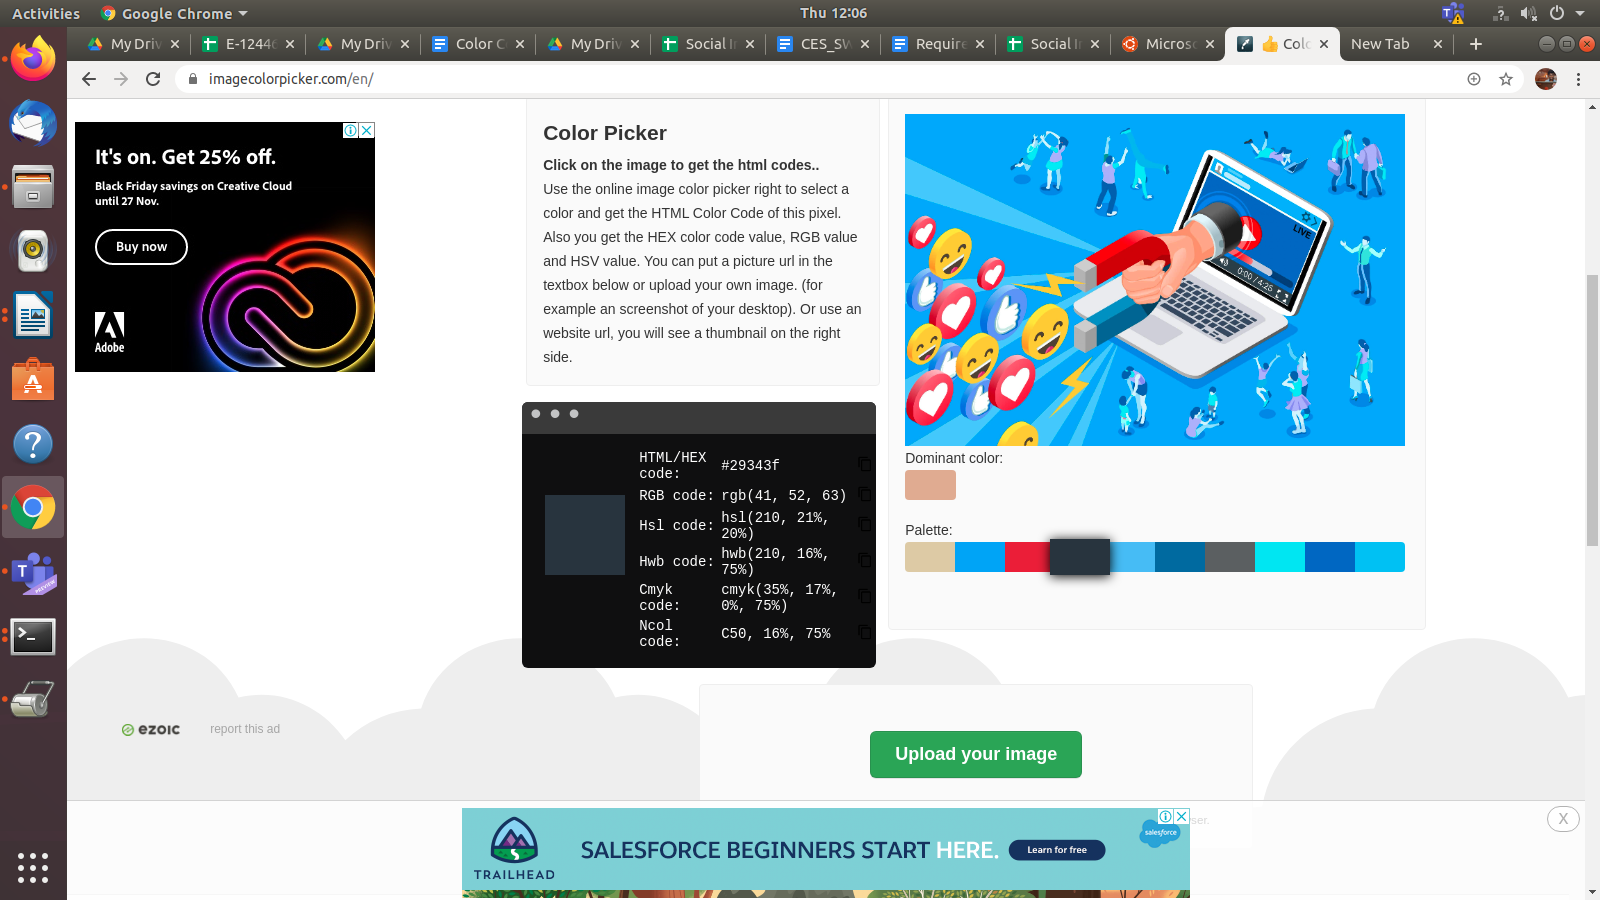 Activities
Google Chrome
Thu 12:06
My Driv
E-1244
My Driv
Color C
My Driv
Social I
CES_SW
Require
Social I
Micros
👍 Colo
New Tab
imagecolorpicker.com/en/
It's on. Get 25% off.
Black Friday savings on Creative Cloud
until 27 Nov.
Buy now
Adobe
Color Picker
Click on the image to get the html codes..
Use the online image color picker right to select a
color and get the HTML Color Code of this pixel.
Also you get the HEX color code value, RGB value
and HSV value. You can put a picture url in the
textbox below or upload your own image. (for
example an screenshot of your desktop). Or use an
website url, you will see a thumbnail on the right
side.
LIVE
0:00 / 4:25
HTML/HEX
code:
#29343f
RGB code: rgb(41, 52, 63)
Hsl code: hsl(210, 21%,
20%)
Hwb code: hwb(210, 16%,
75%)
Cmyk
code:
cmyk(35%, 17%,
0%, 75%)
Ncol
code:
C50, 16%, 75%
Dominant color:
Palette:
ezoic
report this ad
Upload your image
ser.
X
TRAILHEAD
SALESFORCE BEGINNERS START HERE.
Learn for free
salesforce
PREVIEW